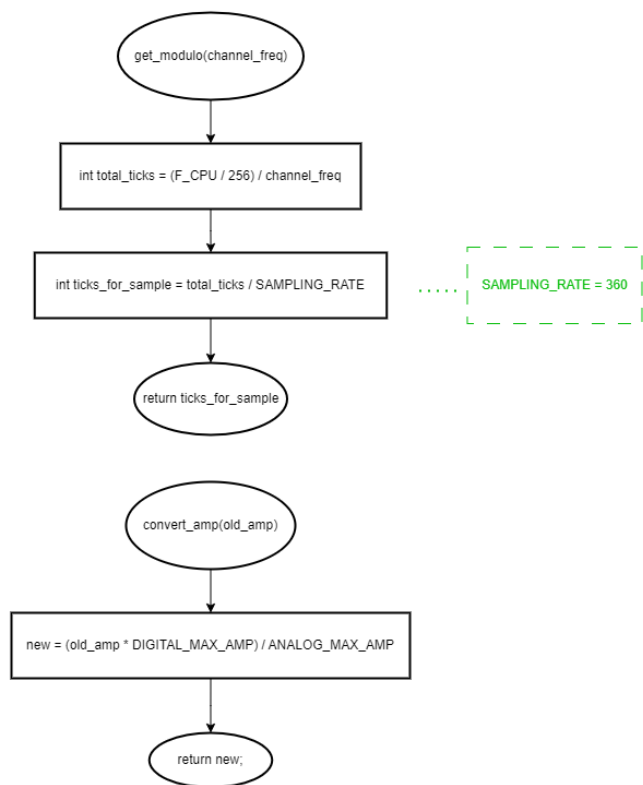 get_modulo(channel_freq)
int total_ticks = (F_CPU / 256) / channel_freq
int ticks_for_sample = total_ticks / SAMPLING_RATE
SAMPLING_RATE = 360
return ticks_for_sample
convert_amp(old_amp)
new = (old_amp * DIGITAL_MAX_AMP) / ANALOG_MAX_AMP
return new;